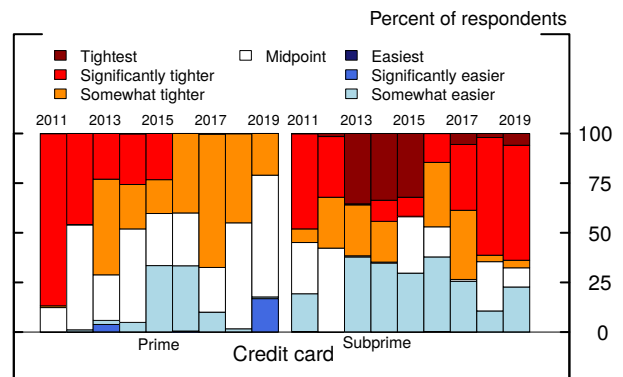 Percent of respondents
Tightest
Midpoint
Easiest
Significantly tighter
Significantly easier
Somewhat tighter
Somewhat easier
2011 2013 2015 2017 2019 2011 2013 2015 2017 2019
100
75
50
25
0
Prime
Subprime
Credit card